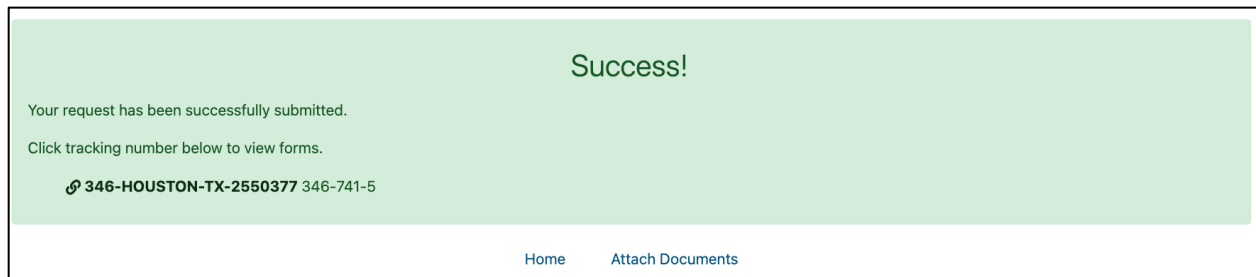 Success!
Your request has been successfully submitted.
Click tracking number below to view forms.
346-HOUSTON-TX-2550377 346-741-5
Home Attach Documents